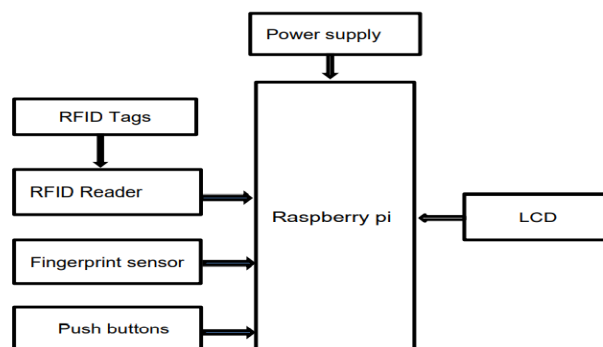 Power supply
RFID Tags
RFID Reader
Raspberry pi
LCD
Fingerprint sensor
Push buttons